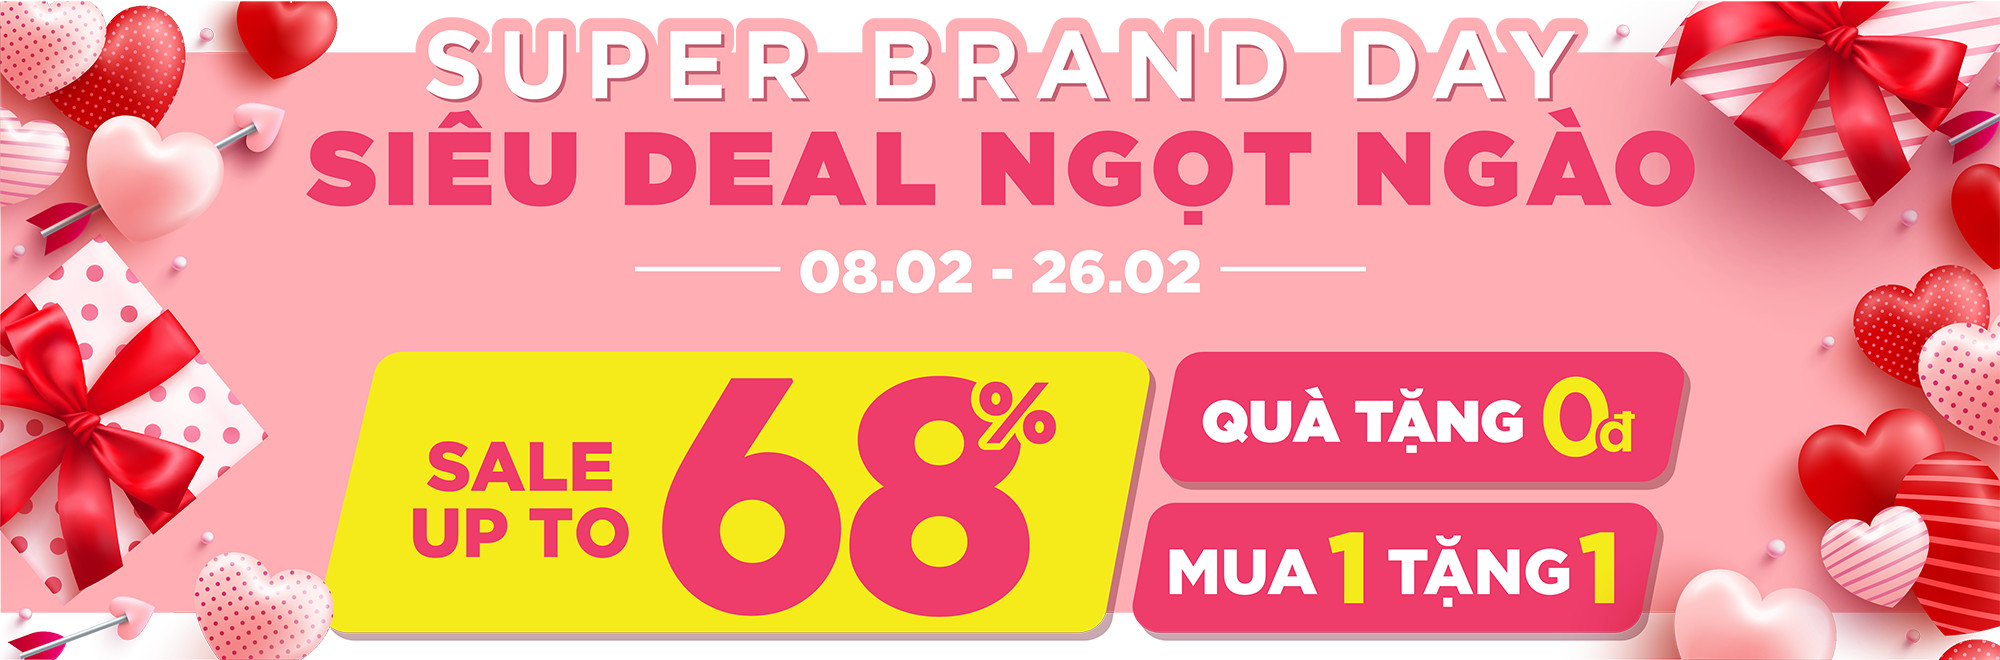 SUPER BRAND DAY
SIÊU DEAL NGỌT NGÀO
08.02 - 26.02
SALE
UP TO
68%
QUÀ TẶNG 0đ
MUA 1 TẶNG 1